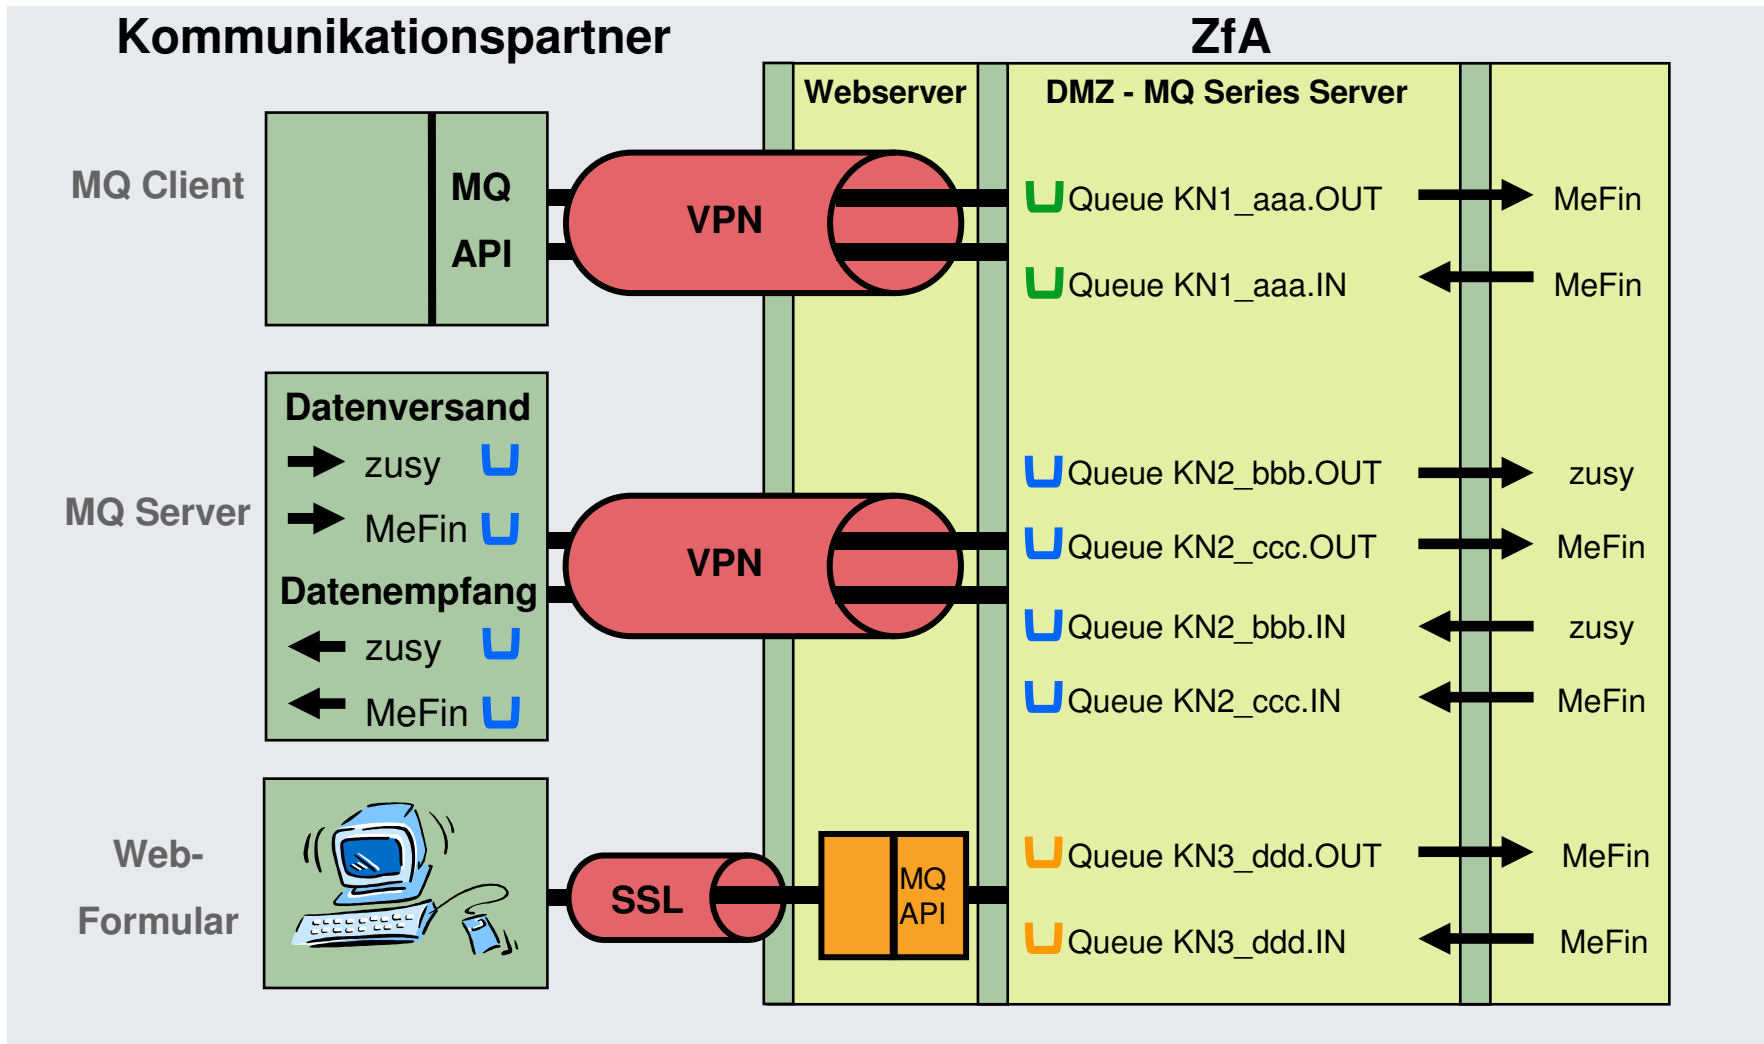 Kommunikationspartner
ZfA
Webserver
DMZ - MQ Series Server
MQ Client
MQ
API
VPN
Queue KN1_aaa.OUT
MeFin
Queue KN1_aaa.IN
MeFin
MQ Server
Datenversand
zusy
MeFin
Datenempfang
zusy
MeFin
VPN
Queue KN2_bbb.OUT
zusy
Queue KN2_ccc.OUT
MeFin
Queue KN2_bbb.IN
zusy
Queue KN2_ccc.IN
MeFin
Web-
Formular
SSL
MQ
API
Queue KN3_ddd.OUT
MeFin
Queue KN3_ddd.IN
MeFin